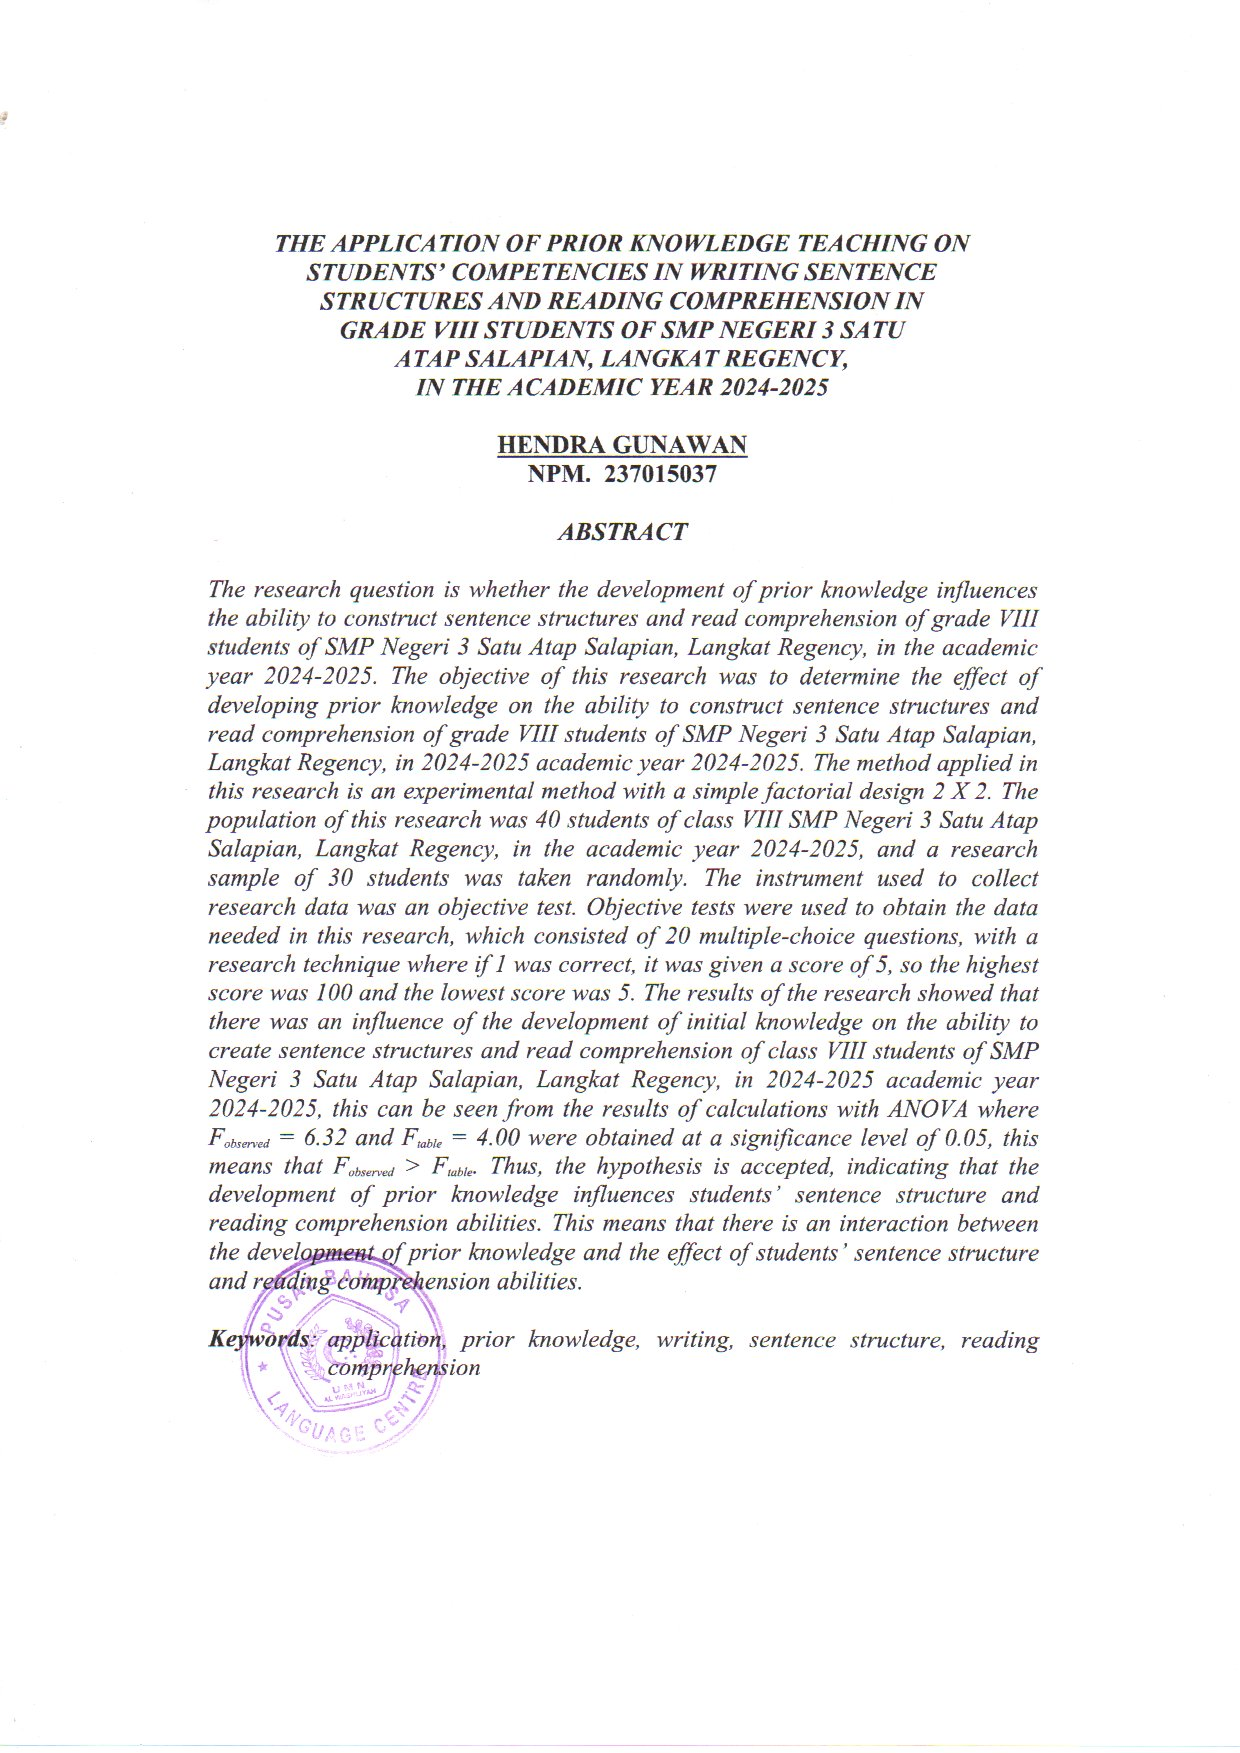 THE APPLICATION OF PRIOR KNOWLEDGE TEACHING ON
STUDENTS’ COMPETENCIES IN WRITING SENTENCE
STRUCTURES AND READING COMPREHENSION IN
GRADE VIII STUDENTS OF SMP NEGERI 3 SATU
ATAP SALAPIAN, LANGKAT REGENCY,
IN THE ACADEMIC YEAR 2024-2025
HENDRA GUNAWAN
NPM. 237015037
ABSTRACT
The research question is whether the development of prior knowledge influences
the ability to construct sentence structures and read comprehension of grade VIII
students of SMP Negeri 3 Satu Atap Salapian, Langkat Regency, in the academic
year 2024-2025. The objective of this research was to determine the effect of
developing prior knowledge on the ability to construct sentence structures and
read comprehension of grade VIII students of SMP Negeri 3 Satu Atap Salapian,
Langkat Regency, in 2024-2025 academic year 2024-2025. The method applied in
this research is an experimental method with a simple factorial design 2 X 2. The
population of this research was 40 students of class VIII SMP Negeri 3 Satu Atap
Salapian, Langkat Regency, in the academic year 2024-2025, and a research
sample of 30 students was taken randomly. The instrument used to collect
research data was an objective test. Objective tests were used to obtain the data
needed in this research, which consisted of 20 multiple-choice questions, with a
research technique where if 1 was correct, it was given a score of 5, so the highest
score was 100 and the lowest score was 5. The results of the research showed that
there was an influence of the development of initial knowledge on the ability to
create sentence structures and read comprehension of class VIII students of SMP
Negeri 3 Satu Atap Salapian, Langkat Regency, in 2024-2025 academic year
2024-2025, this can be seen from the results of calculations with ANOVA where
Fobserved = 6.32 and Ftable = 4.00 were obtained at a significance level of 0.05, this
means that Fobserved > Ftable. Thus, the hypothesis is accepted, indicating that the
development of prior knowledge influences students’ sentence structure and
reading comprehension abilities. This means that there is an interaction between
the development of prior knowledge and the effect of students’ sentence structure
and reading comprehension abilities.
Keywords: application, prior knowledge, writing, sentence structure, reading
comprehension
PUSAT BAHASA
UMN
AL WASHLIYAH
LANGUAGE CENTRE